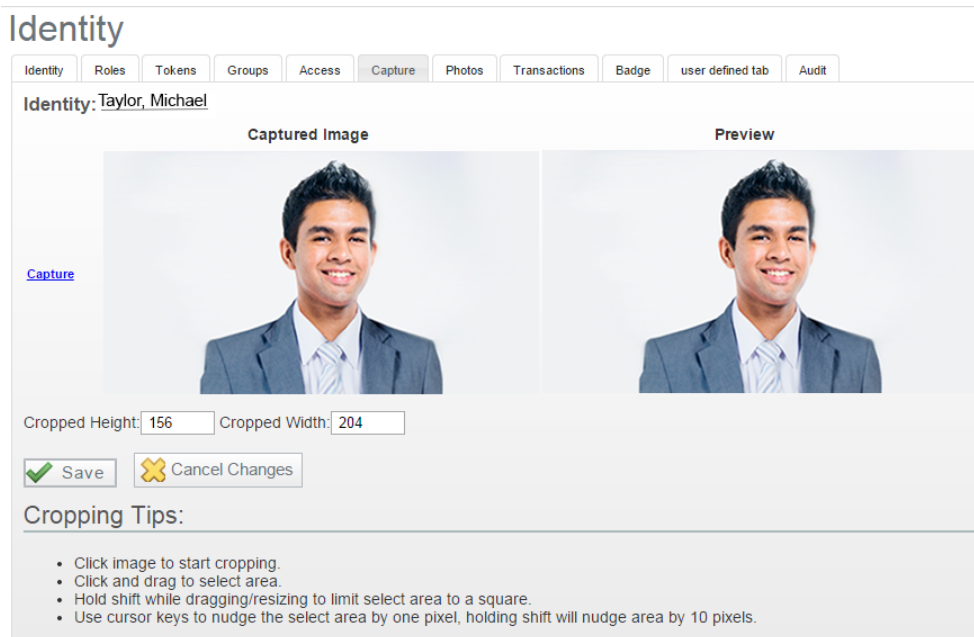 Identity
Identity Roles Tokens Groups Access Capture Photos Transactions Badge user defined tab Audit
Identity: Taylor, Michael
Captured Image Preview
Capture
Cropped Height: 156 Cropped Width: 204
Save Cancel Changes
Cropping Tips:
• Click image to start cropping.
• Click and drag to select area.
• Hold shift while dragging/resizing to limit select area to a square.
• Use cursor keys to nudge the select area by one pixel, holding shift will nudge area by 10 pixels.